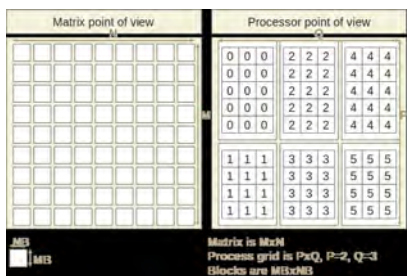 Matrix point of view
N
M
Processor point of view
Q
P
0 0 0 2 2 2 4 4 4
0 0 0 2 2 2 4 4 4
0 0 0 2 2 2 4 4 4
0 0 0 2 2 2 4 4 4
0 0 0 2 2 2 4 4 4
1 1 1 3 3 3 5 5 5
1 1 1 3 3 3 5 5 5
1 1 1 3 3 3 5 5 5
1 1 1 3 3 3 5 5 5
MB
Matrix is MxN
Process grid is PxQ, P=2, Q=3
Blocks are MBxNB